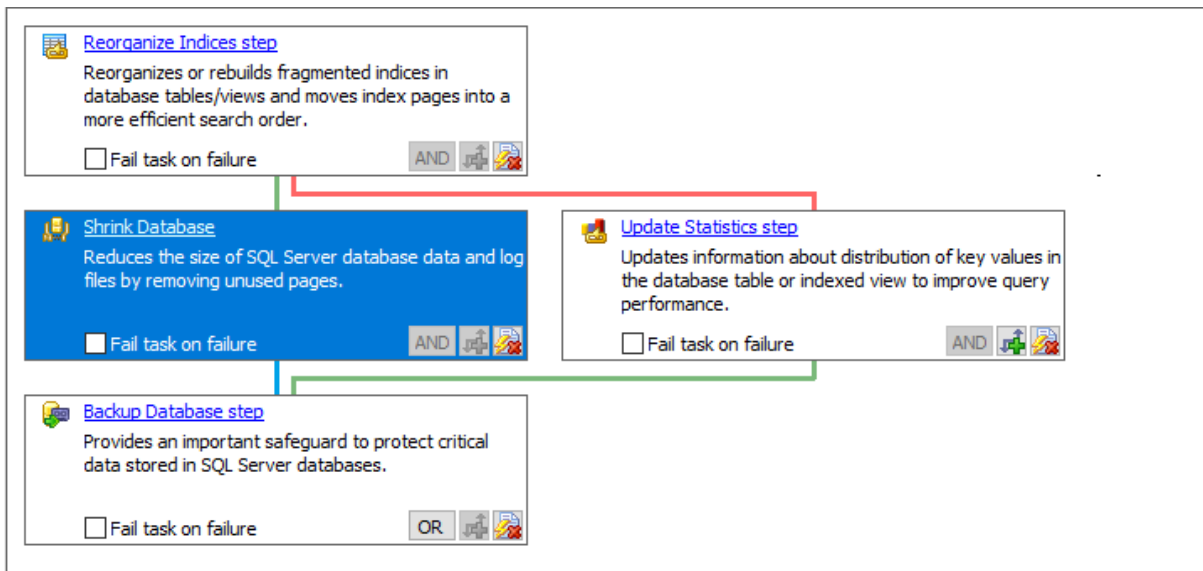 Reorganize Indices step
Reorganizes or rebuilds fragmented indices in
database tables/views and moves index pages into a
more efficient search order.
Fail task on failure
AND
Shrink Database
Reduces the size of SQL Server database data and log
files by removing unused pages.
Fail task on failure
AND
Update Statistics step
Updates information about distribution of key values in
the database table or indexed view to improve query
performance.
Fail task on failure
AND
Backup Database step
Provides an important safeguard to protect critical
data stored in SQL Server databases.
Fail task on failure
OR